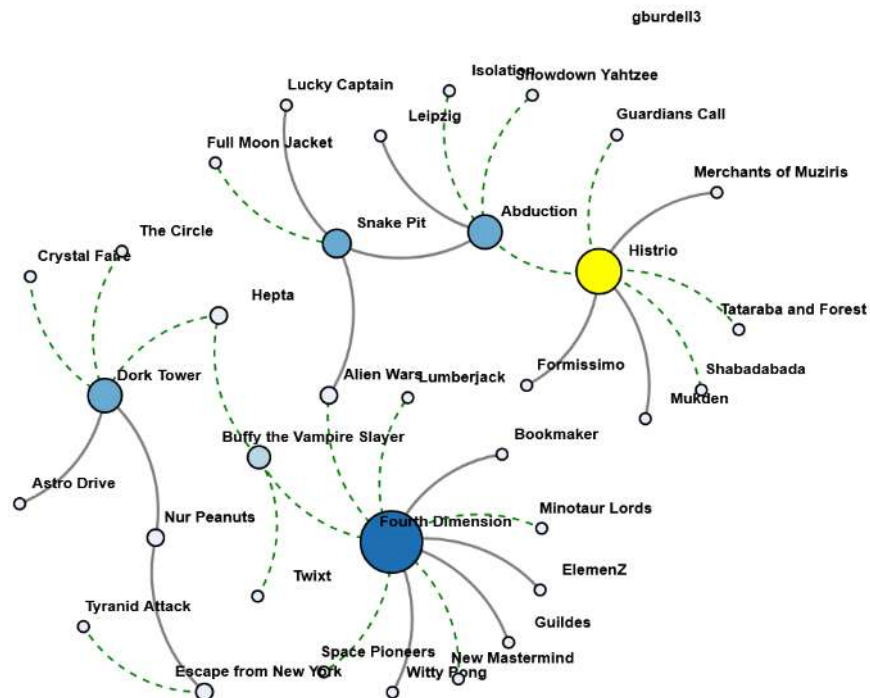 gburdell3
Isolation
Showdown Yahtzee
Lucky Captain
Leipzig
Guardians Call
Full Moon Jacket
Merchants of Muziris
Abduction
Snake Pit
The Circle
Histrio
Crystal Faire
Hepta
Tataraba and Forest
Formissimo
Shabadabada
Dork Tower
Alien Wars
Lumberjack
Mukden
Buffy the Vampire Slayer
Bookmaker
Astro Drive
Minotaur Lords
Nur Peanuts
Fourth Dimension
Twixt
ElemenZ
Tyranid Attack
Guildes
Space Pioneers
New Mastermind
Escape from New York
Witty Pong